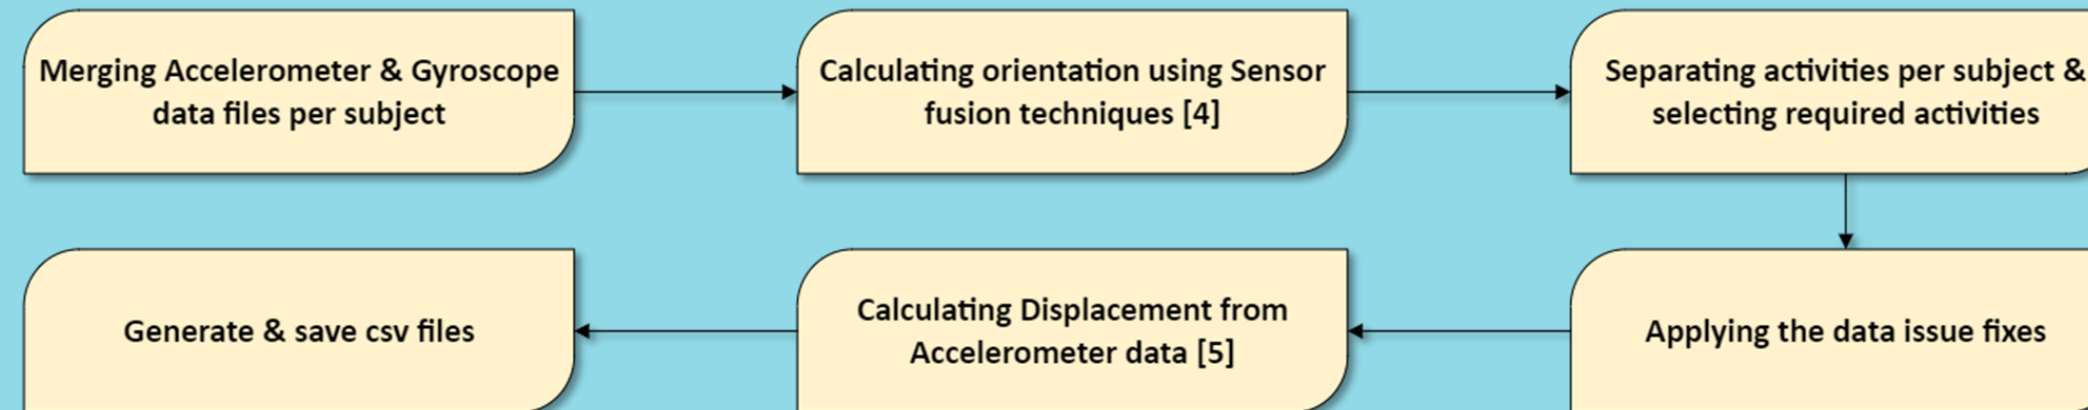 Merging Accelerometer & Gyroscope
data files per subject
Calculating orientation using Sensor
fusion techniques [4]
Separating activities per subject &
selecting required activities
Applying the data issue fixes
Calculating Displacement from
Accelerometer data [5]
Generate & save csv files